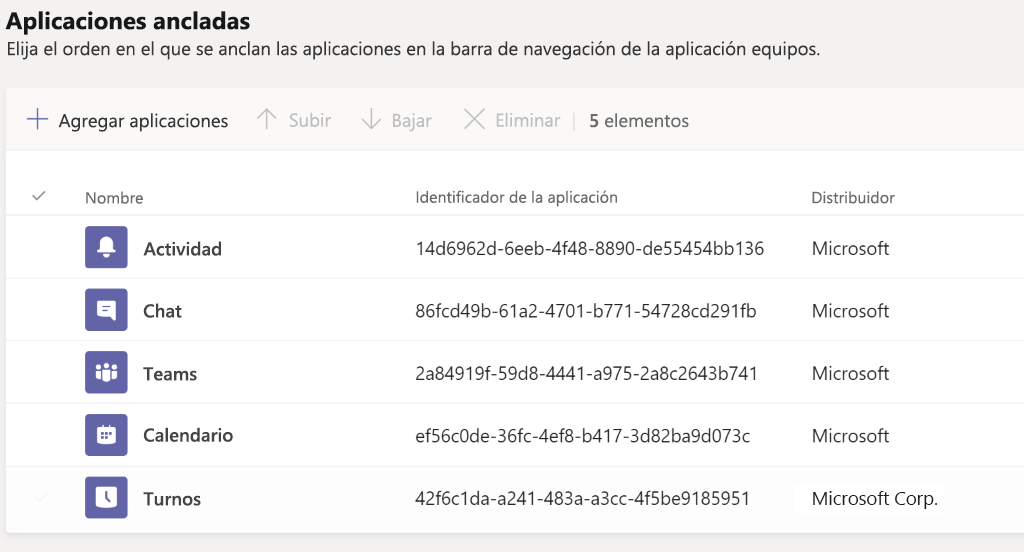 Aplicaciones ancladas
Elija el orden en el que se anclan las aplicaciones en la barra de navegación de la aplicación equipos.
Agregar aplicaciones Subir Bajar Eliminar | 5 elementos
Nombre Identificador de la aplicación Distribuidor
Actividad 14d6962d-6eeb-4f48-8890-de55454bb136 Microsoft
Chat 86fcd49b-61a2-4701-b771-54728cd291fb Microsoft
Teams 2a84919f-59d8-4441-a975-2a8c2643b741 Microsoft
Calendario ef56c0de-36fc-4ef8-b417-3d82ba9d073c Microsoft
Turnos 42f6c1da-a241-483a-a3cc-4f5be9185951 Microsoft Corp.